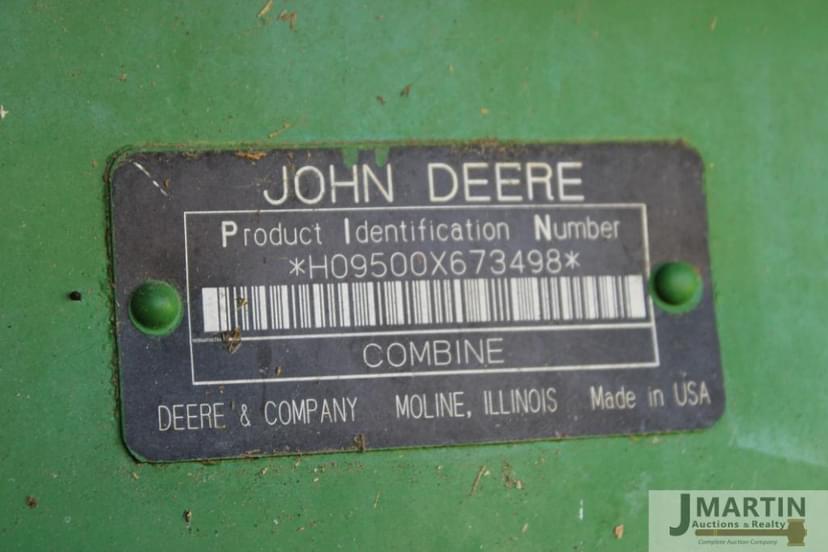 JOHN DEERE
Product Identification Number
*H09500X673498*
COMBINE
DEERE & COMPANY MOLINE, ILLINOIS Made in USA
J MARTIN
Auctions & Realty
Complete Auction Company